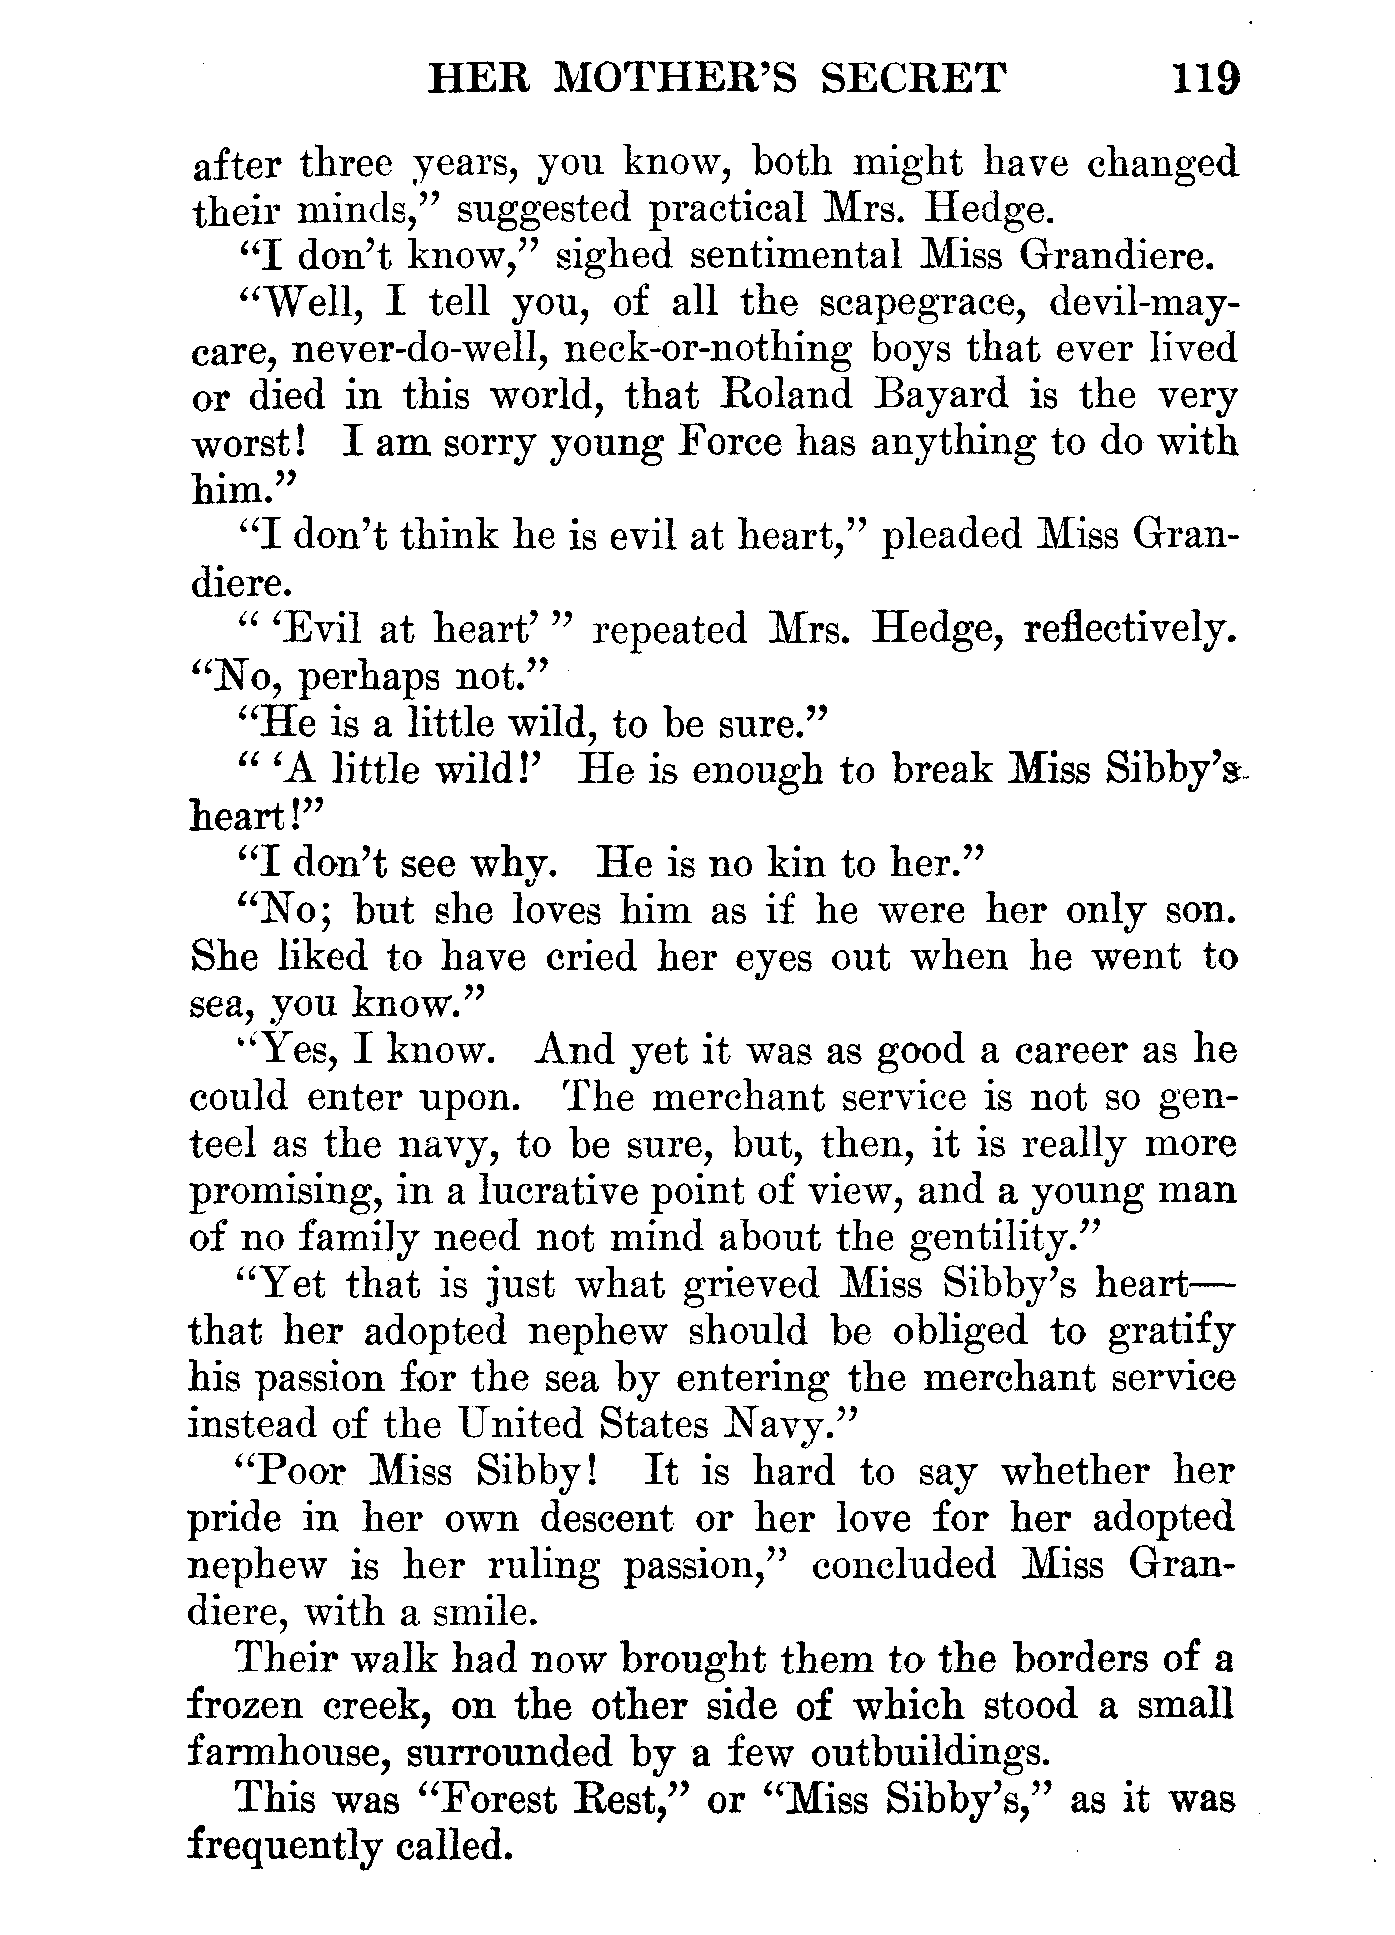 HER MOTHER'S SECRET 119
after three years, you know, both might have changed
their minds,” suggested practical Mrs. Hedge.
“I don't know,” sighed sentimental Miss Grandiere.
“Well, I tell you, of all the scapegrace, devil-may-
care, never-do-well, neck-or-nothing boys that ever lived
or died in this world, that Roland Bayard is the very
worst! I am sorry young Force has anything to do with
him.”
“I don't think he is evil at heart,” pleaded Miss Gran-
diere.
“ ‘Evil at heart’ ” repeated Mrs. Hedge, reflectively.
“No, perhaps not.”
“He is a little wild, to be sure.”
“ ‘A little wild!’ He is enough to break Miss Sibby's
heart!”
“I don't see why. He is no kin to her.”
“No; but she loves him as if he were her only son.
She liked to have cried her eyes out when he went to
sea, you know.”
“Yes, I know. And yet it was as good a career as he
could enter upon. The merchant service is not so gen-
teel as the navy, to be sure, but, then, it is really more
promising, in a lucrative point of view, and a young man
of no family need not mind about the gentility.”
“Yet that is just what grieved Miss Sibby's heart—
that her adopted nephew should be obliged to gratify
his passion for the sea by entering the merchant service
instead of the United States Navy.”
“Poor Miss Sibby! It is hard to say whether her
pride in her own descent or her love for her adopted
nephew is her ruling passion,” concluded Miss Gran-
diere, with a smile.
Their walk had now brought them to the borders of a
frozen creek, on the other side of which stood a small
farmhouse, surrounded by a few outbuildings.
This was “Forest Rest,” or “Miss Sibby's,” as it was
frequently called.